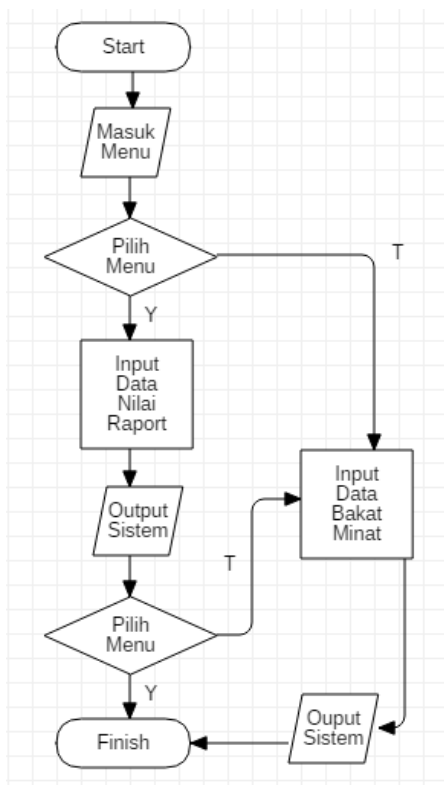 Start
Masuk
Menu
Pilih
Menu
T
Y
Input
Data
Nilai
Raport
Input
Data
Bakat
Minat
Output
Sistem
T
Pilih
Menu
Y
Ouput
Sistem
Finish